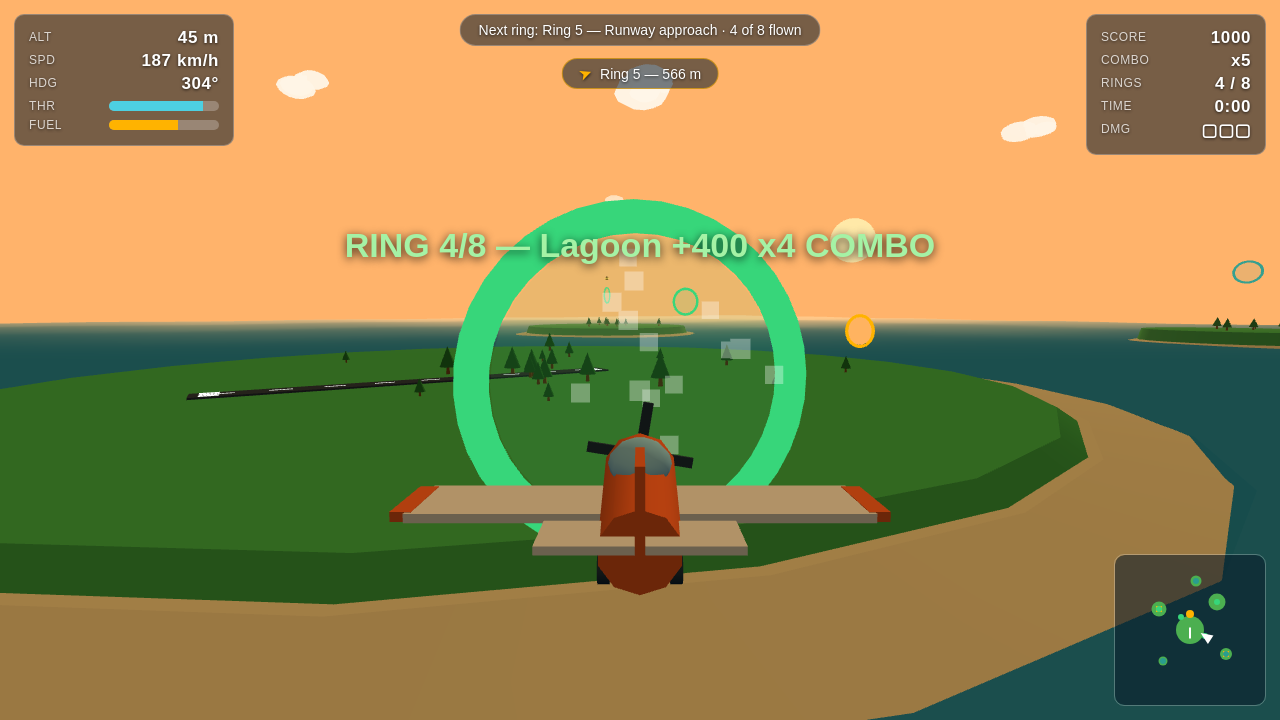 ALT 45 m
SPD 187 km/h
HDG 304°
THR
FUEL
Next ring: Ring 5 — Runway approach · 4 of 8 flown
Ring 5 — 566 m
SCORE 1000
COMBO x5
RINGS 4 / 8
TIME 0:00
DMG
RING 4/8 — Lagoon +400 x4 COMBO